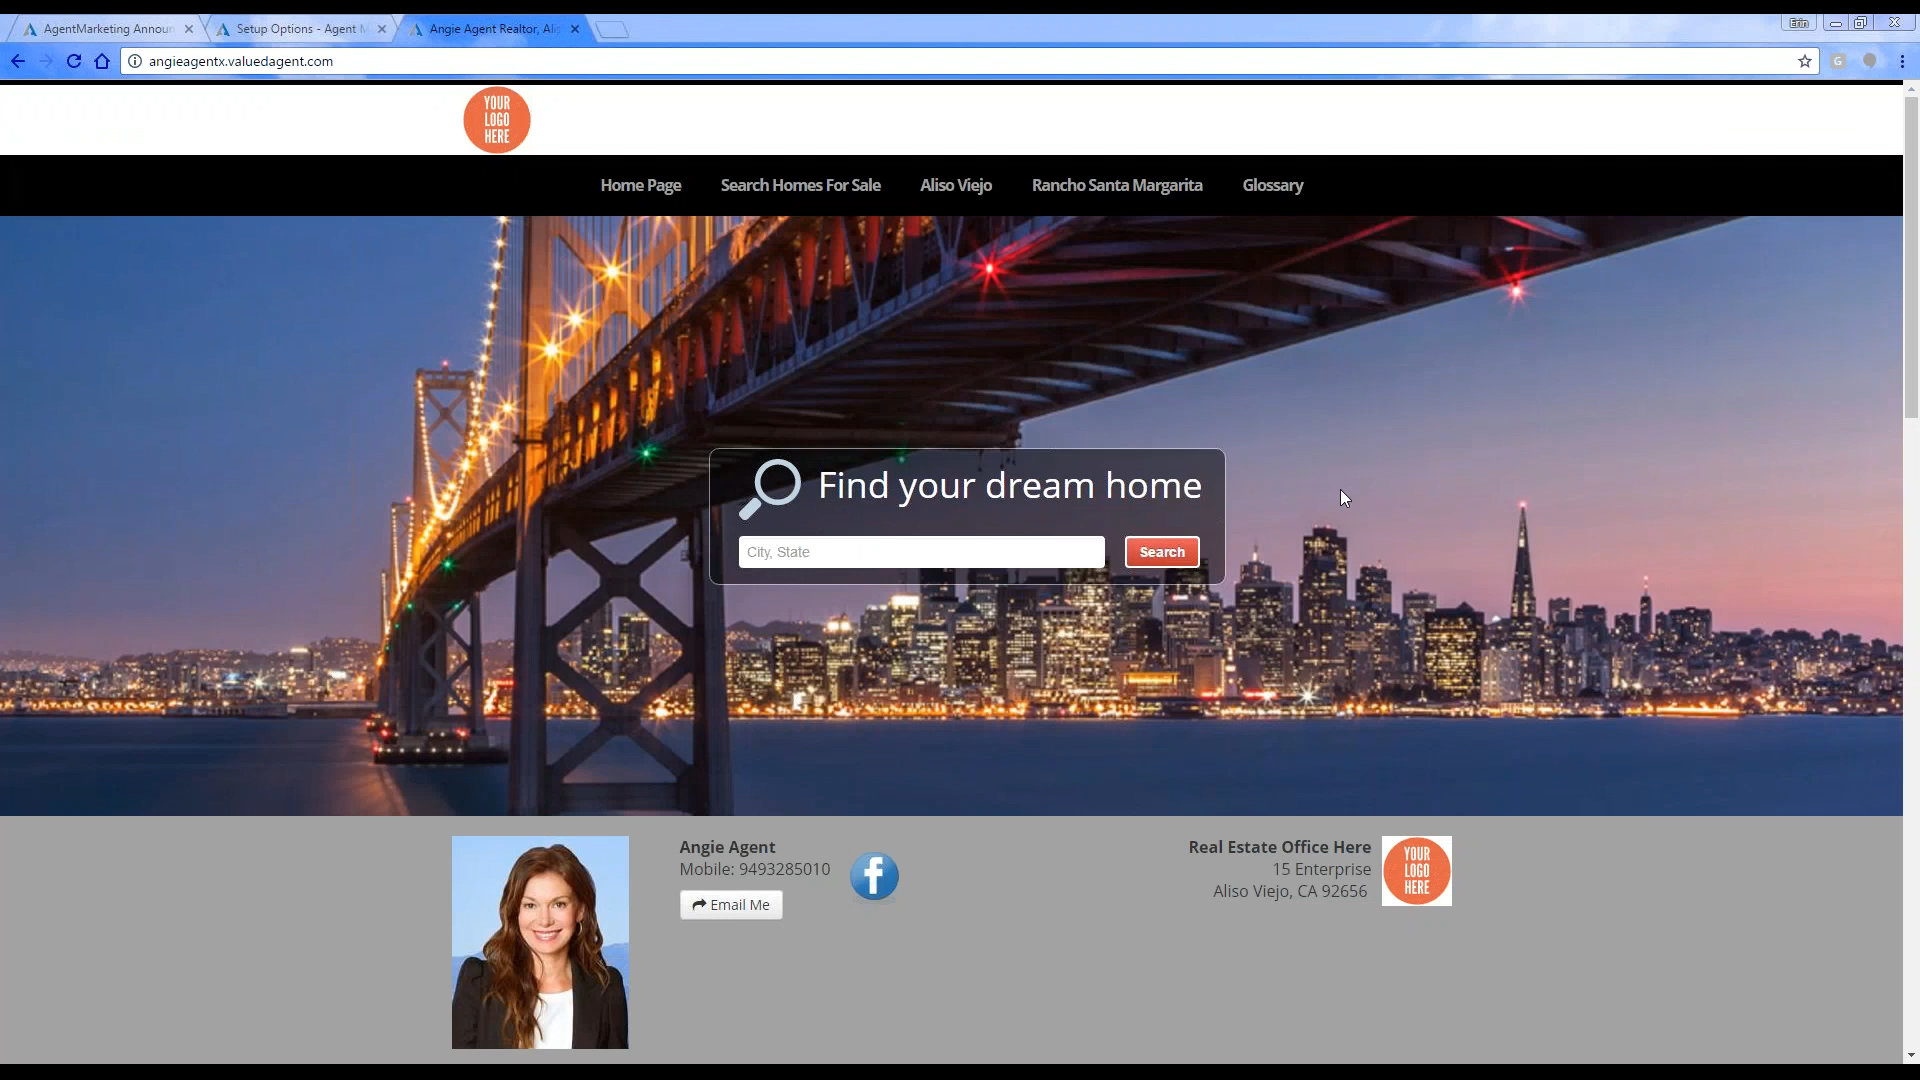 AgentMarketing Announ
Setup Options - Agent M
Angie Agent Realtor, Alis
Erin
angieagentx.valuedagent.com
G
YOUR
LOGO
HERE
Home Page
Search Homes For Sale
Aliso Viejo
Rancho Santa Margarita
Glossary
Find your dream home
City, State
Search
Angie Agent
Mobile: 9493285010
Email Me
f
Real Estate Office Here
15 Enterprise
Aliso Viejo, CA 92656
YOUR
LOGO
HERE